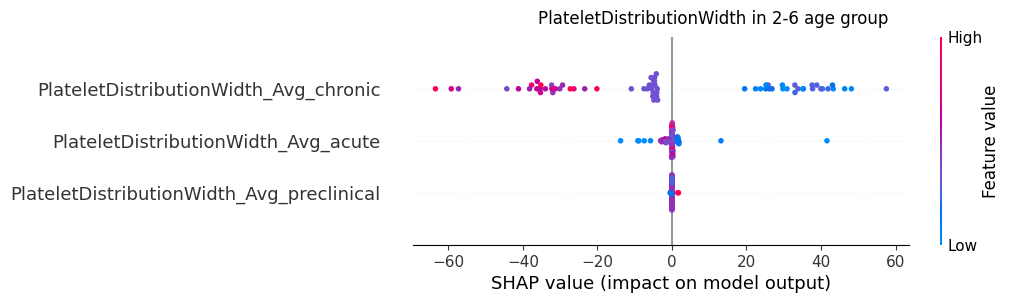 PlateletDistributionWidth in 2-6 age group
High
PlateletDistributionWidth_Avg_chronic
PlateletDistributionWidth_Avg_acute
PlateletDistributionWidth_Avg_preclinical
Feature value
Low
−60 −40 −20 0 20 40 60
SHAP value (impact on model output)